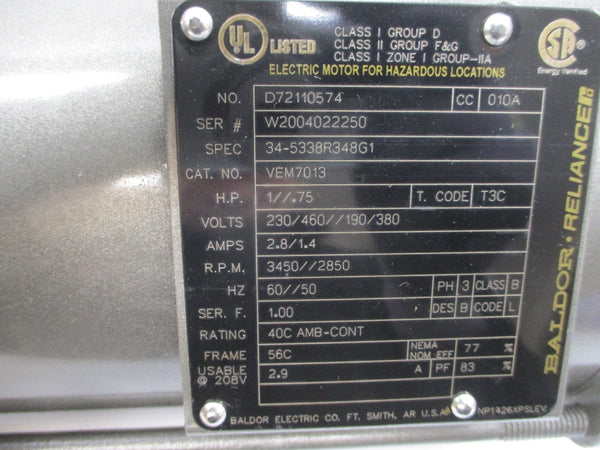 UL LISTED
CLASS I GROUP D
CLASS II GROUP F&G
CLASS I ZONE I GROUP-IIA
SA
Energy Verified
ELECTRIC MOTOR FOR HAZARDOUS LOCATIONS
NO. D72110574 CC 010A
SER # W2004022250
SPEC 34-5338R348G1
CAT. NO. VEM7013
H.P. 1//.75 T. CODE T3C
VOLTS 230/460//190/380
AMPS 2.8/1.4
R.P.M. 3450//2850
HZ 60//50 PH 3 CLASS B
SER. F. 1.00 DES B CODE L
RATING 40C AMB-CONT
FRAME 56C NEMA NOM. EFF 77 %
USABLE @ 208V 2.9 A PF 83 %
BALDOR ELECTRIC CO. FT. SMITH, AR U.S.A.
NP1426XPSLEV
BALDOR • RELIANCE